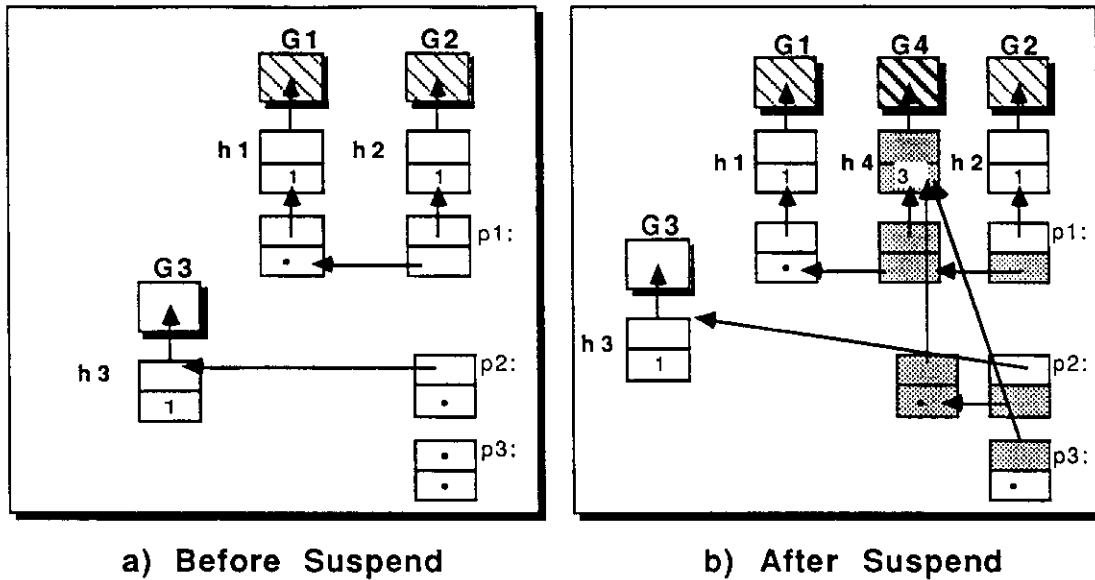 G1 G2
h1 h2
1 1
p1:
G3
h3
1
p2:
p3:
a) Before Suspend
G1 G4 G2
h1 h4 h2
1 3 1
p1:
G3
h3
1
p2:
p3:
b) After Suspend